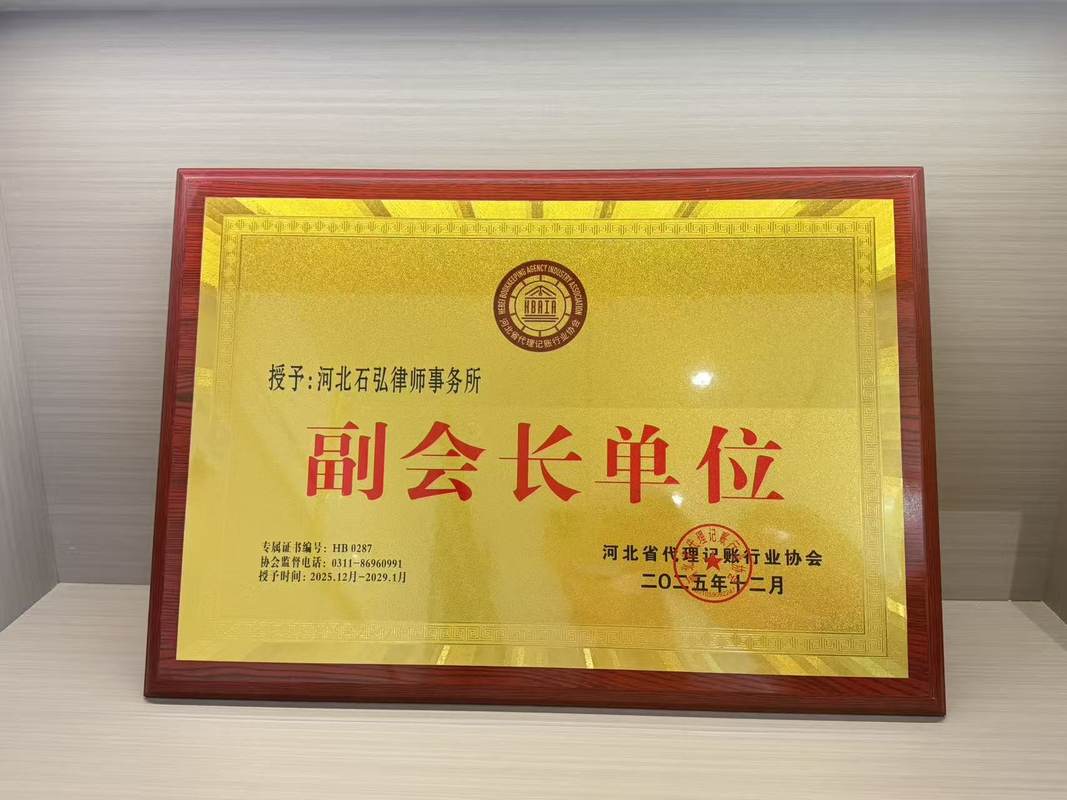 HEBEI BOOKKEEPING AGENCY INDUSTRY ASSOCIATION
HBAIA
河北省代理记账行业协会
授予:河北石弘律师事务所
副会长单位
专属证书编号: HB 0287
协会监督电话: 0311-86960991
授予时间: 2025.12月-2029.1月
河北省代理记账行业协会
二〇二五年十二月